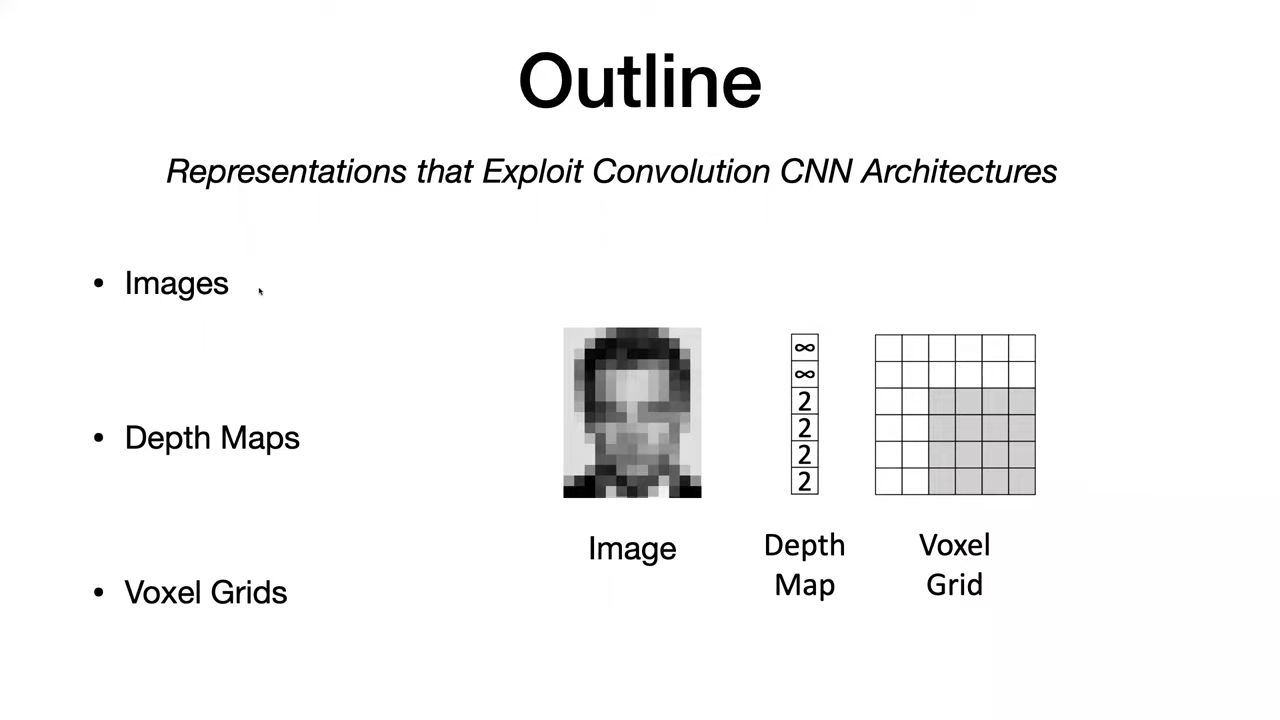 Outline
Representations that Exploit Convolution CNN Architectures
• Images
• Depth Maps
• Voxel Grids
Image
∞
∞
2
2
2
2
Depth
Map
Voxel
Grid